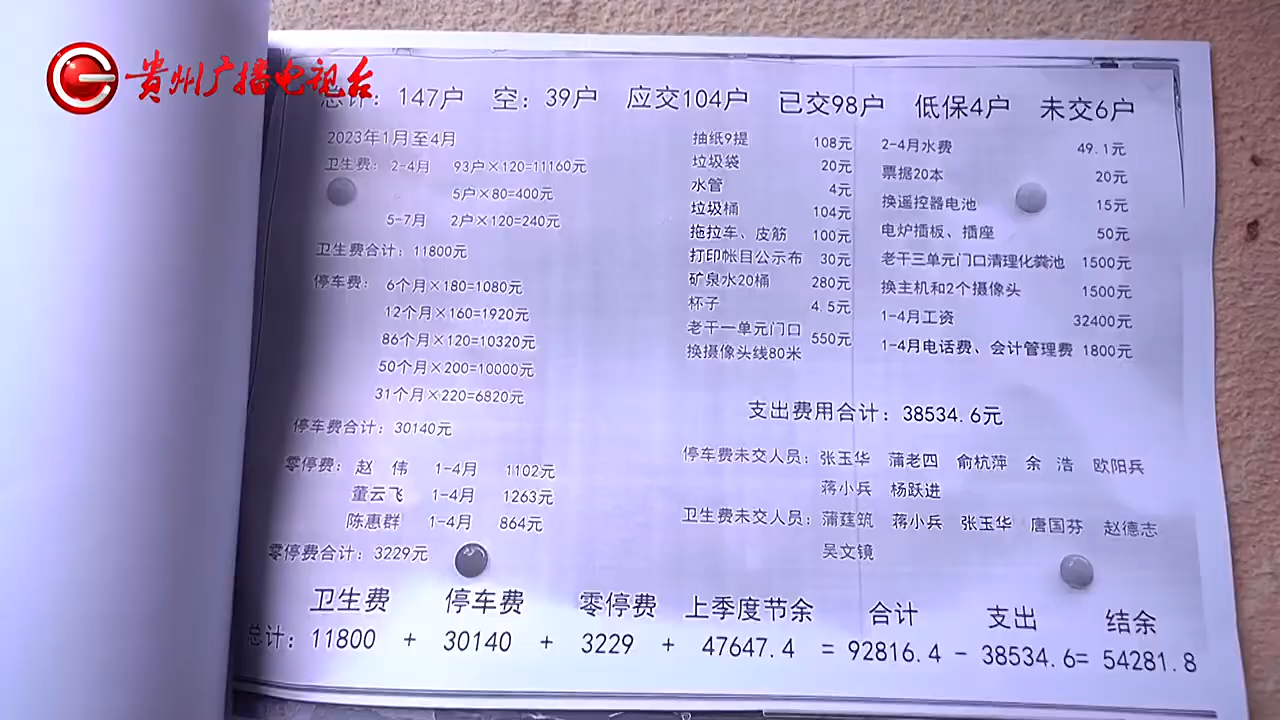 贵州广播电视台
总计：147户 空：39户 应交104户 已交98户 低保4户 未交6户
2023年1月至4月
卫生费：2-4月 93户×120=11160元
5户×80=400元
5-7月 2户×120=240元
卫生费合计：11800元
停车费：6个月×180=1080元
12个月×160=1920元
86个月×120=10320元
50个月×200=10000元
31个月×220=6820元
停车费合计：30140元
零停费：赵 伟 1-4月 1102元
董云飞 1-4月 1263元
陈惠群 1-4月 864元
零停费合计：3229元
抽纸9提 108元
垃圾袋 20元
水管 4元
垃圾桶 104元
拖拉车、皮筋 100元
打印帐目公示布 30元
矿泉水20桶 280元
杯子 4.5元
老干一单元门口
换摄像头线80米 550元
2-4月水费 49.1元
票据20本 20元
换遥控器电池 15元
电炉插板、插座 50元
老干三单元门口清理化粪池 1500元
换主机和2个摄像头 1500元
1-4月工资 32400元
1-4月电话费、会计管理费 1800元
支出费用合计：38534.6元
停车费未交人员：张玉华 蒲老四 俞杭萍 余 浩 欧阳兵
蒋小兵 杨跃进
卫生费未交人员：蒲莛筑 蒋小兵 张玉华 唐国芬 赵德志
吴文镜
卫生费 停车费 零停费 上季度节余 合计 支出 结余
总计：11800 + 30140 + 3229 + 47647.4 = 92816.4 - 38534.6= 54281.8